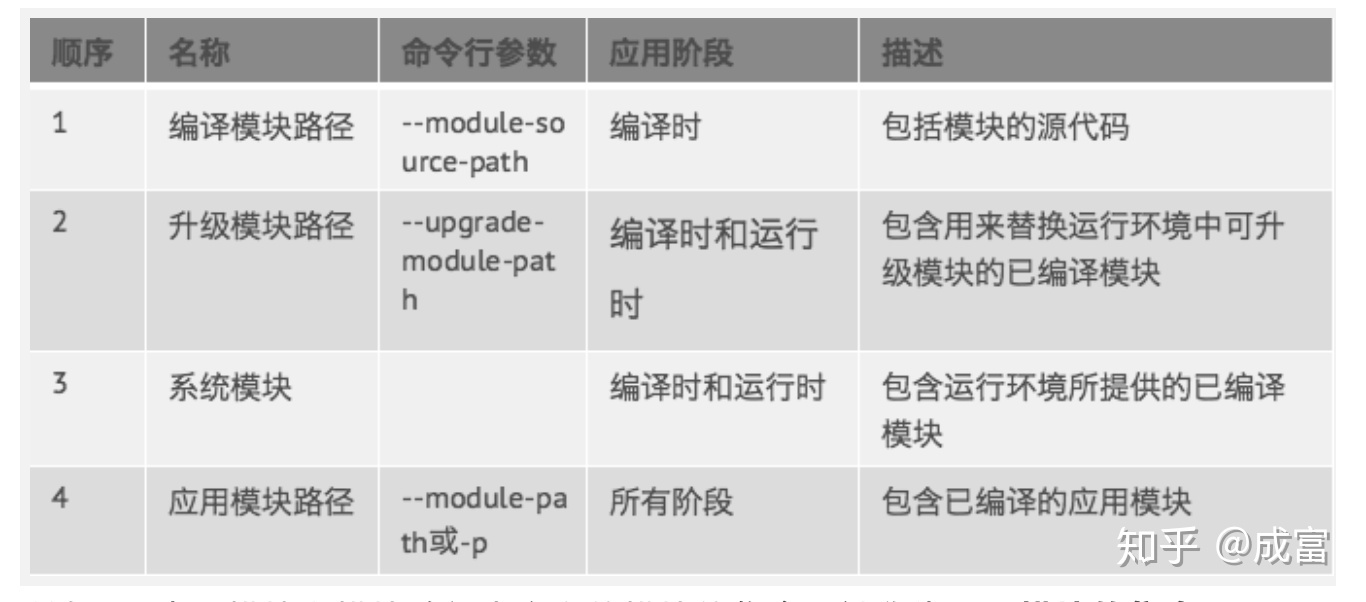 顺序 名称 命令行参数 应用阶段 描述
1 编译模块路径 --module-so 编译时 包括模块的源代码
urce-path
2 升级模块路径 --upgrade- 编译时和运行 包含用来替换运行环境中可升
module-pat 级模块的已编译模块
h 时
3 系统模块 编译时和运行时 包含运行环境所提供的已编译
模块
4 应用模块路径 --module-pa 所有阶段 包含已编译的应用模块
th或-p
知乎 @成富